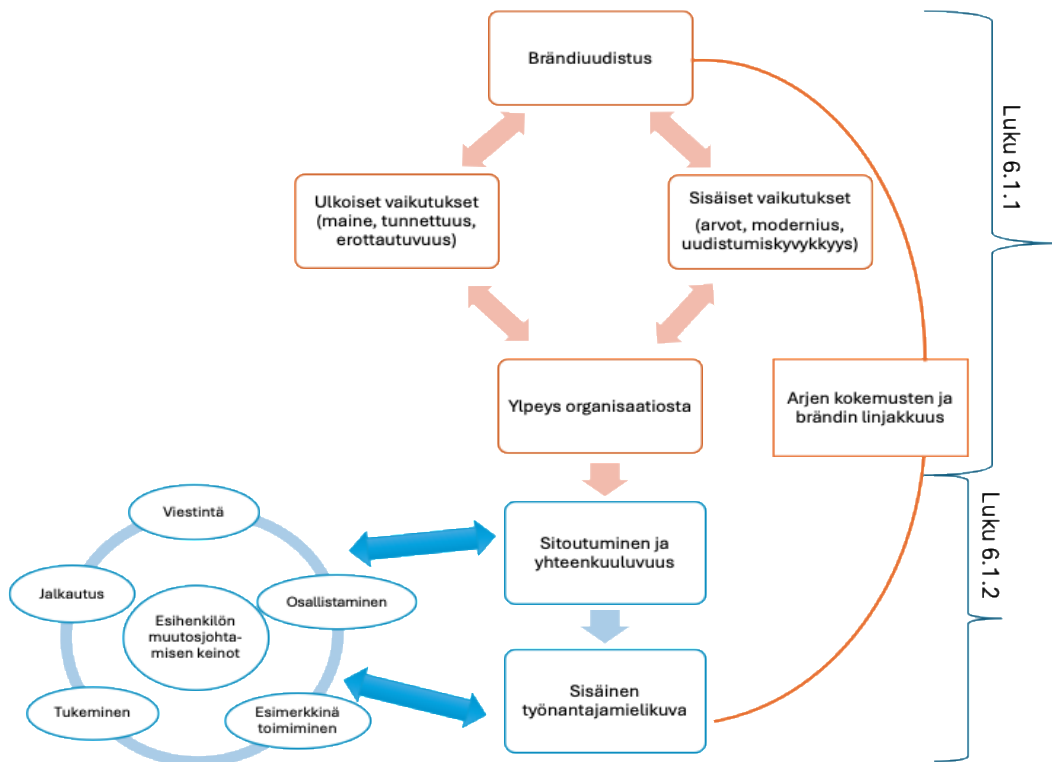 Brändiuudistus
Luku 6.1.1
Ulkoiset vaikutukset
(maine, tunnettuus,
erottautuvuus)
Sisäiset vaikutukset
(arvot, modernius,
uudistumiskyvykkyys)
Ylpeys organisaatiosta
Arjen kokemusten ja
brändin linjakkuus
Luku 6.1.2
Viestintä
Sitoutuminen ja
yhteenkuuluvuus
Jalkautus
Osallistaminen
Esihenkilön
muutosjohta-
misen keinot
Tukeminen
Esimerkkinä
toimiminen
Sisäinen
työnantajamielikuva